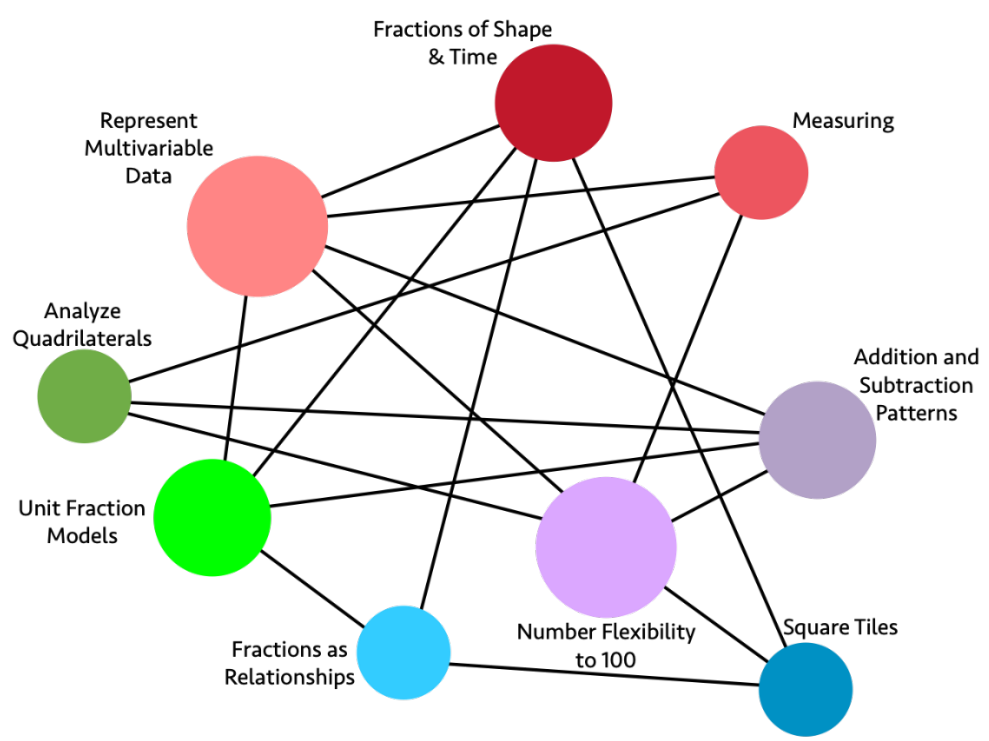 Fractions of Shape
& Time
Measuring
Represent
Multivariable
Data
Analyze
Quadrilaterals
Addition and
Subtraction
Patterns
Unit Fraction
Models
Number Flexibility
to 100
Square Tiles
Fractions as
Relationships